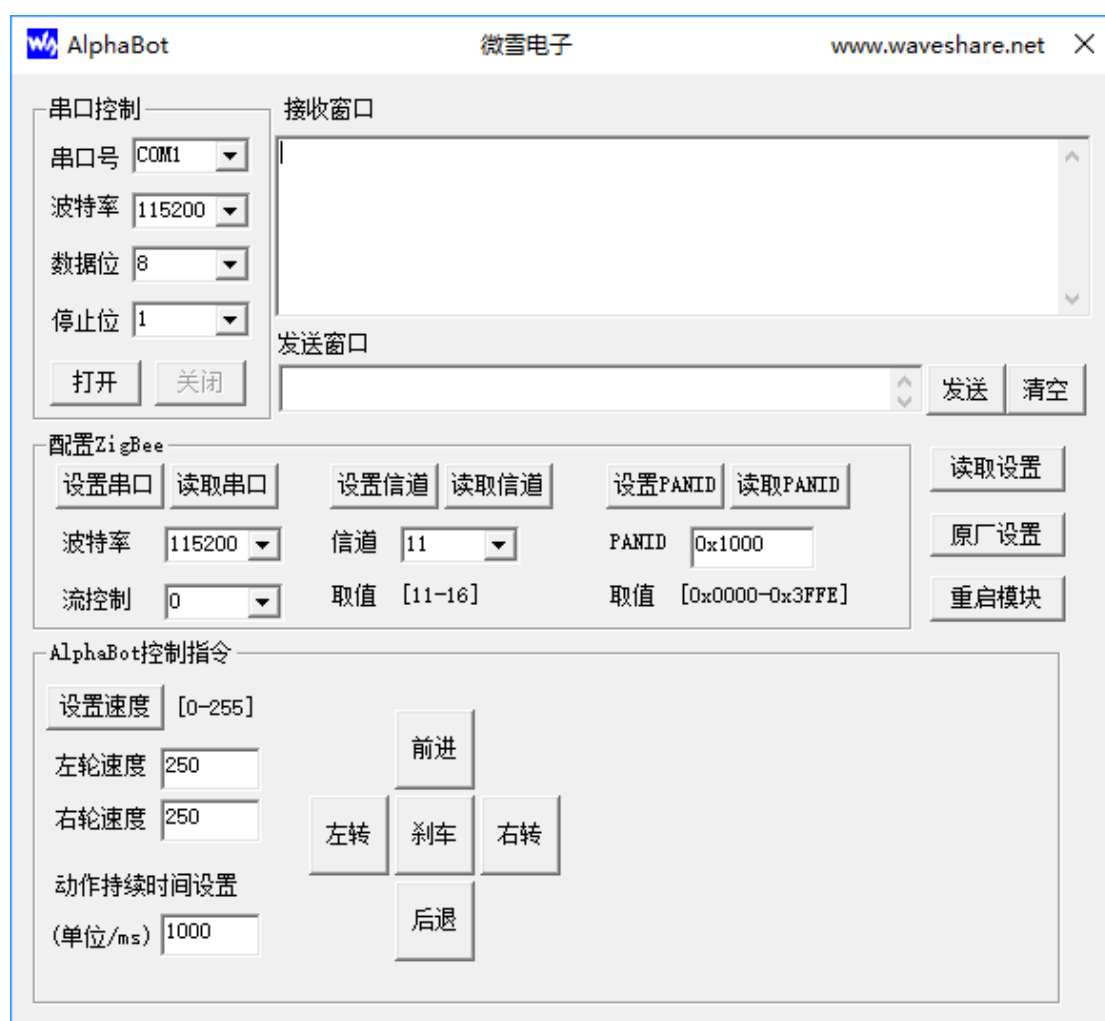 AlphaBot 微雪电子 www.waveshare.net
串口控制
串口号 COM1
波特率 115200
数据位 8
停止位 1
打开 关闭
接收窗口
发送窗口
发送 清空
配置ZigBee
设置串口 读取串口 设置信道 读取信道 设置PANID 读取PANID
波特率 115200 信道 11 PANID 0x1000
流控制 0 取值 [11-16] 取值 [0x0000-0x3FFE]
读取设置
原厂设置
重启模块
AlphaBot控制指令
设置速度 [0-255]
左轮速度 250
右轮速度 250
动作持续时间设置
(单位/ms) 1000
前进
左转 刹车 右转
后退